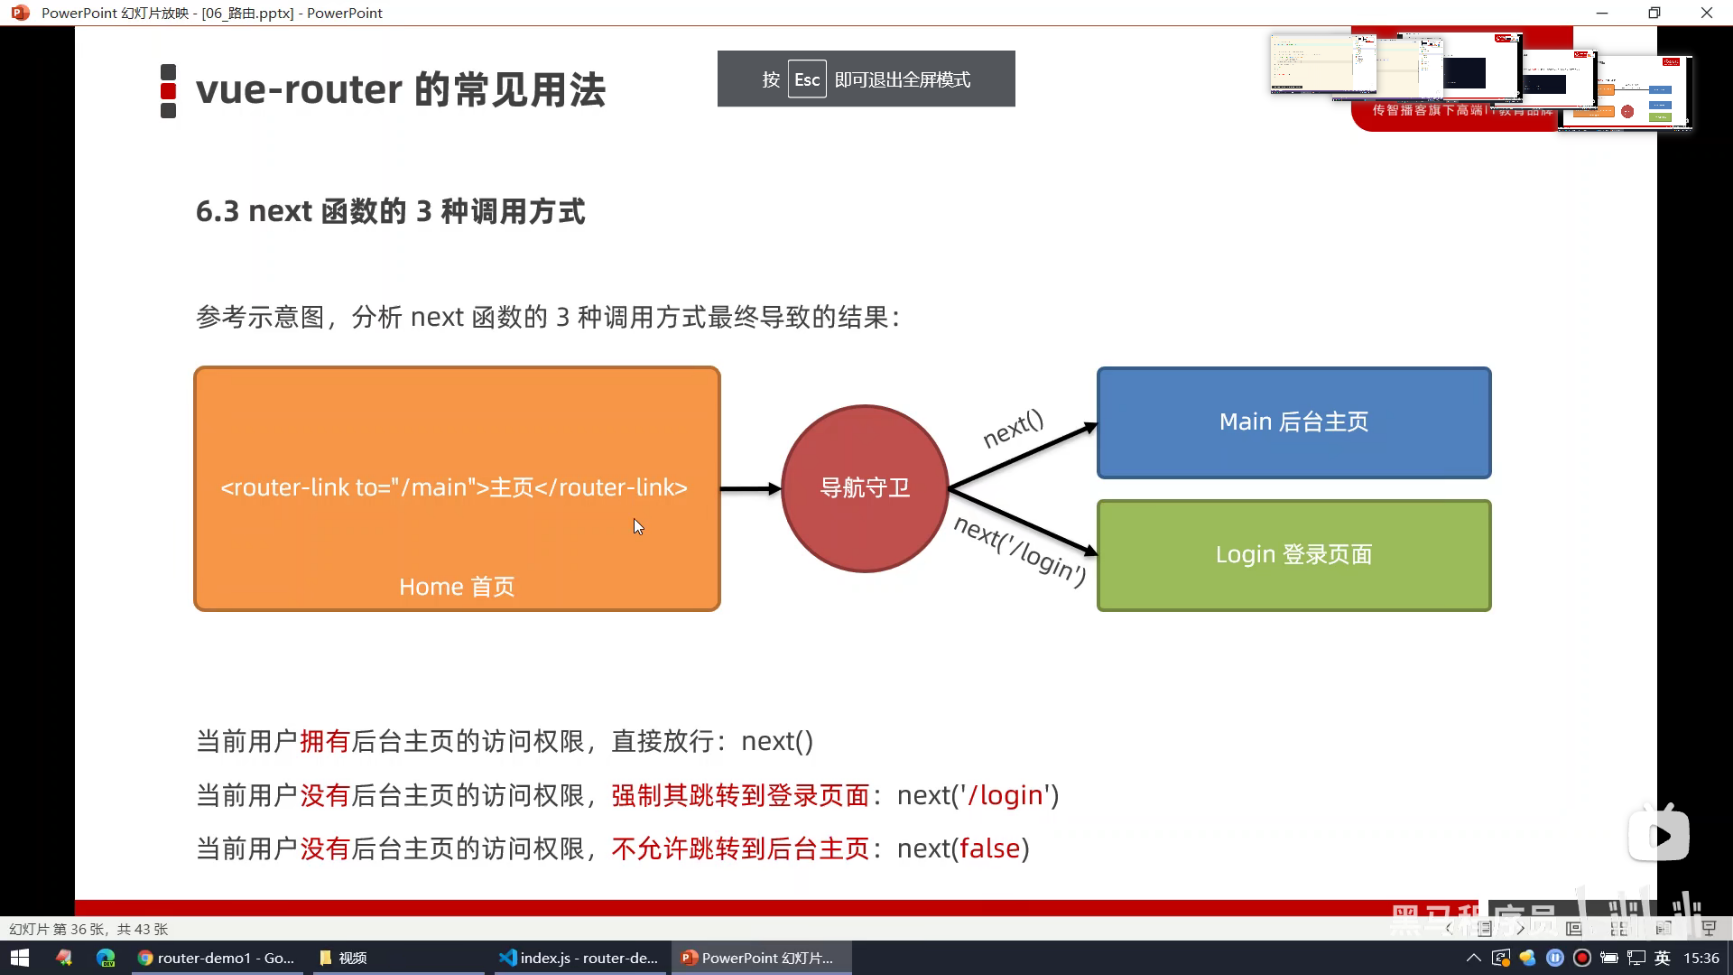 PowerPoint 幻灯片放映 - [06_路由.pptx] - PowerPoint
vue-router 的常见用法
按 Esc 即可退出全屏模式
传智播客旗下高端IT教育品牌
6.3 next 函数的 3 种调用方式
参考示意图，分析 next 函数的 3 种调用方式最终导致的结果：
<router-link to="/main">主页</router-link>
Home 首页
导航守卫
next()
next('/login')
Main 后台主页
Login 登录页面
当前用户拥有后台主页的访问权限，直接放行：next()
当前用户没有后台主页的访问权限，强制其跳转到登录页面：next('/login')
当前用户没有后台主页的访问权限，不允许跳转到后台主页：next(false)
黑马程序员
幻灯片 第 36 张，共 43 张
router-demo1 - Go...
视频
index.js - router-de...
PowerPoint 幻灯片...
英
15:36